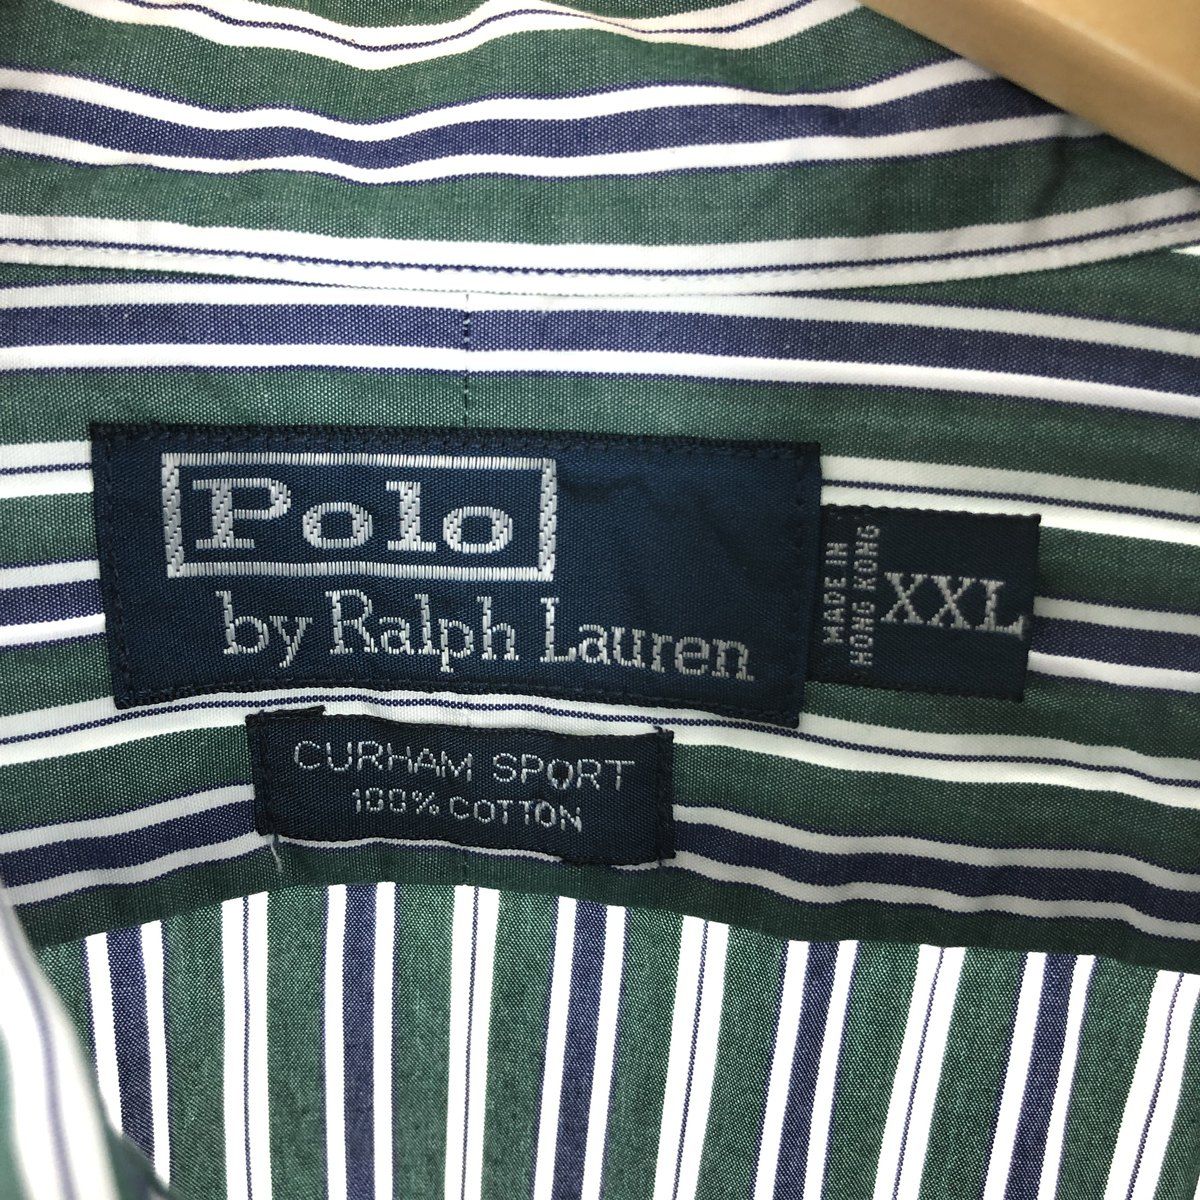 Polo
by Ralph Lauren
MADE IN
HONG KONG
XXL
CURHAM SPORT
100% COTTON